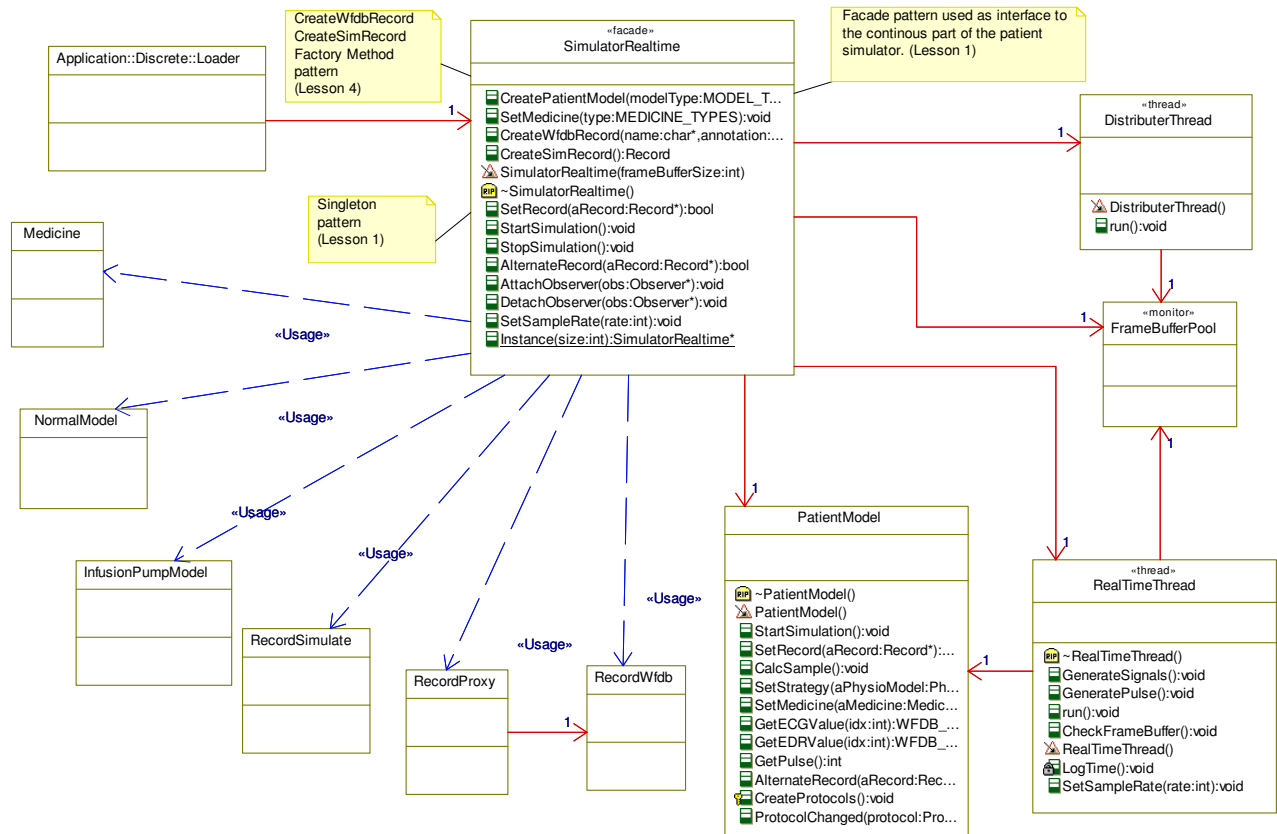 CreateWfdbRecord
CreateSimRecord
Factory Method
pattern
(Lesson 4)
«facade»
SimulatorRealtime
Facade pattern used as interface to
the continous part of the patient
simulator. (Lesson 1)
Application::Discrete::Loader
1
CreatePatientModel(modelType:MODEL_T...
SetMedicine(type:MEDICINE_TYPES):void
CreateWfdbRecord(name:char*,annotation:...
CreateSimRecord():Record
SimulatorRealtime(frameBufferSize:int)
RIP ~SimulatorRealtime()
SetRecord(aRecord:Record*):bool
StartSimulation():void
StopSimulation():void
AlternateRecord(aRecord:Record*):bool
AttachObserver(obs:Observer*):void
DetachObserver(obs:Observer*):void
SetSampleRate(rate:int):void
Instance(size:int):SimulatorRealtime*
Singleton
pattern
(Lesson 1)
1
«thread»
DistributerThread
DistributerThread()
run():void
1
1
«monitor»
FrameBufferPool
1
Medicine
«Usage»
NormalModel
«Usage»
InfusionPumpModel
«Usage»
RecordSimulate
«Usage»
RecordProxy
«Usage»
1
RecordWfdb
«Usage»
1
PatientModel
RIP ~PatientModel()
PatientModel()
StartSimulation():void
SetRecord(aRecord:Record*):...
CalcSample():void
SetStrategy(aPhysioModel:Ph...
SetMedicine(aMedicine:Medic...
GetECGValue(idx:int):WFDB_...
GetEDRValue(idx:int):WFDB_...
GetPulse():int
AlternateRecord(aRecord:Rec...
CreateProtocols():void
ProtocolChanged(protocol:Pro...
1
1
«thread»
RealTimeThread
RIP ~RealTimeThread()
GenerateSignals():void
GeneratePulse():void
run():void
CheckFrameBuffer():void
RealTimeThread()
LogTime():void
SetSampleRate(rate:int):void